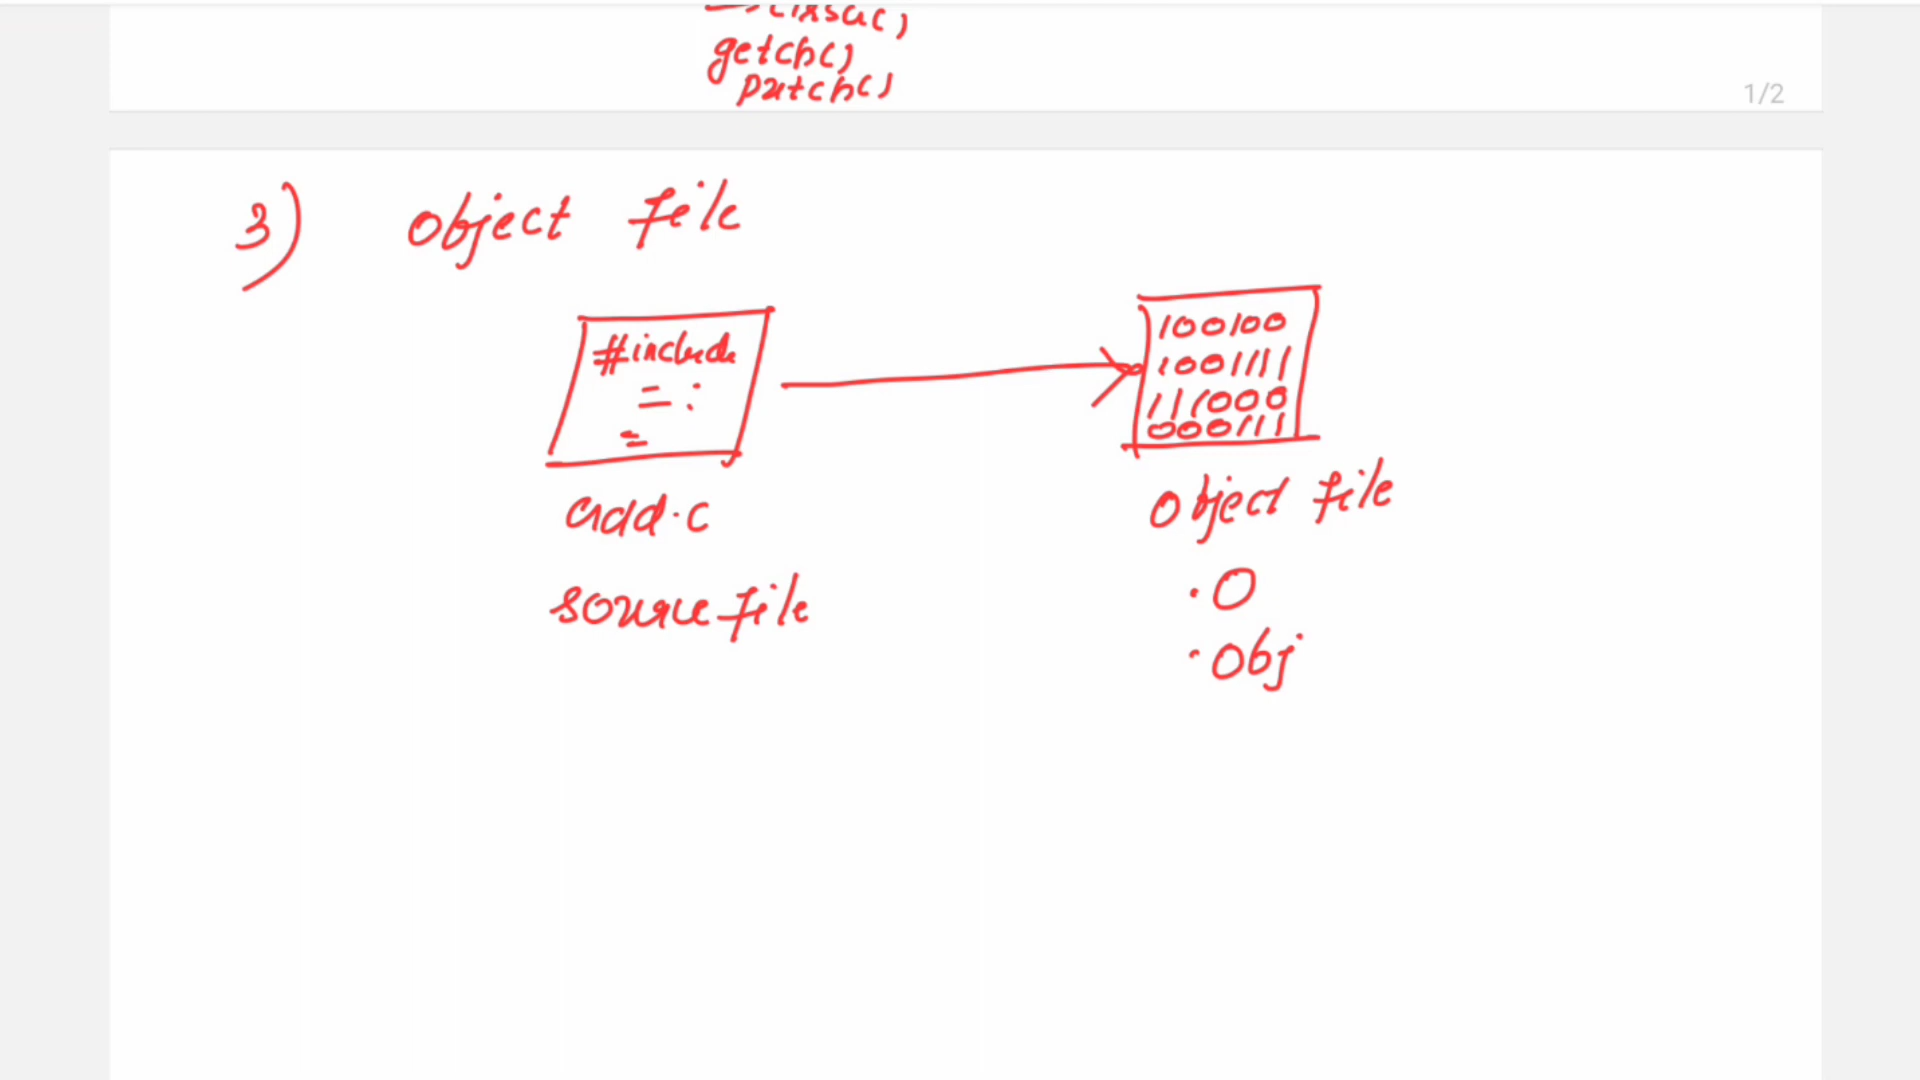 getch()
putch()
1/2
3) object file
#include
= :
=
100100
1001111
111000
000111
add.c
object file
source file
.o
.obj